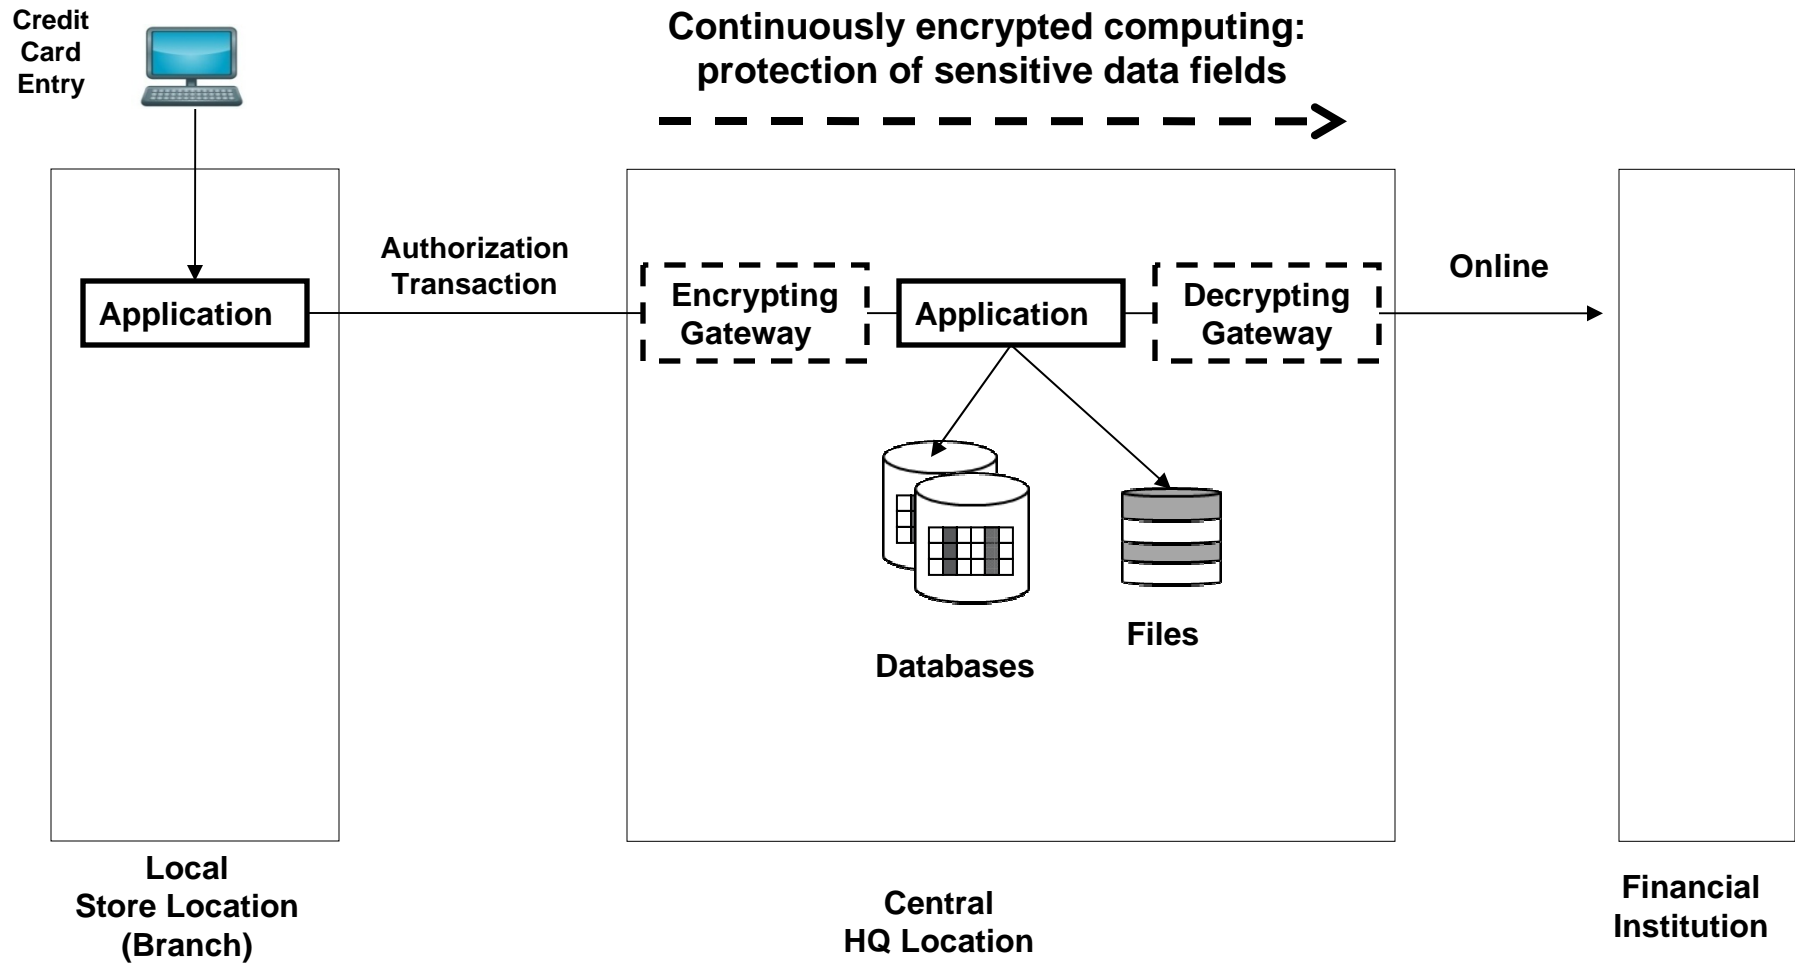 Credit
Card
Entry
Continuously encrypted computing:
protection of sensitive data fields
Authorization
Transaction
Application
Encrypting
Gateway
Application
Decrypting
Gateway
Online
Databases
Files
Local
Store Location
(Branch)
Central
HQ Location
Financial
Institution